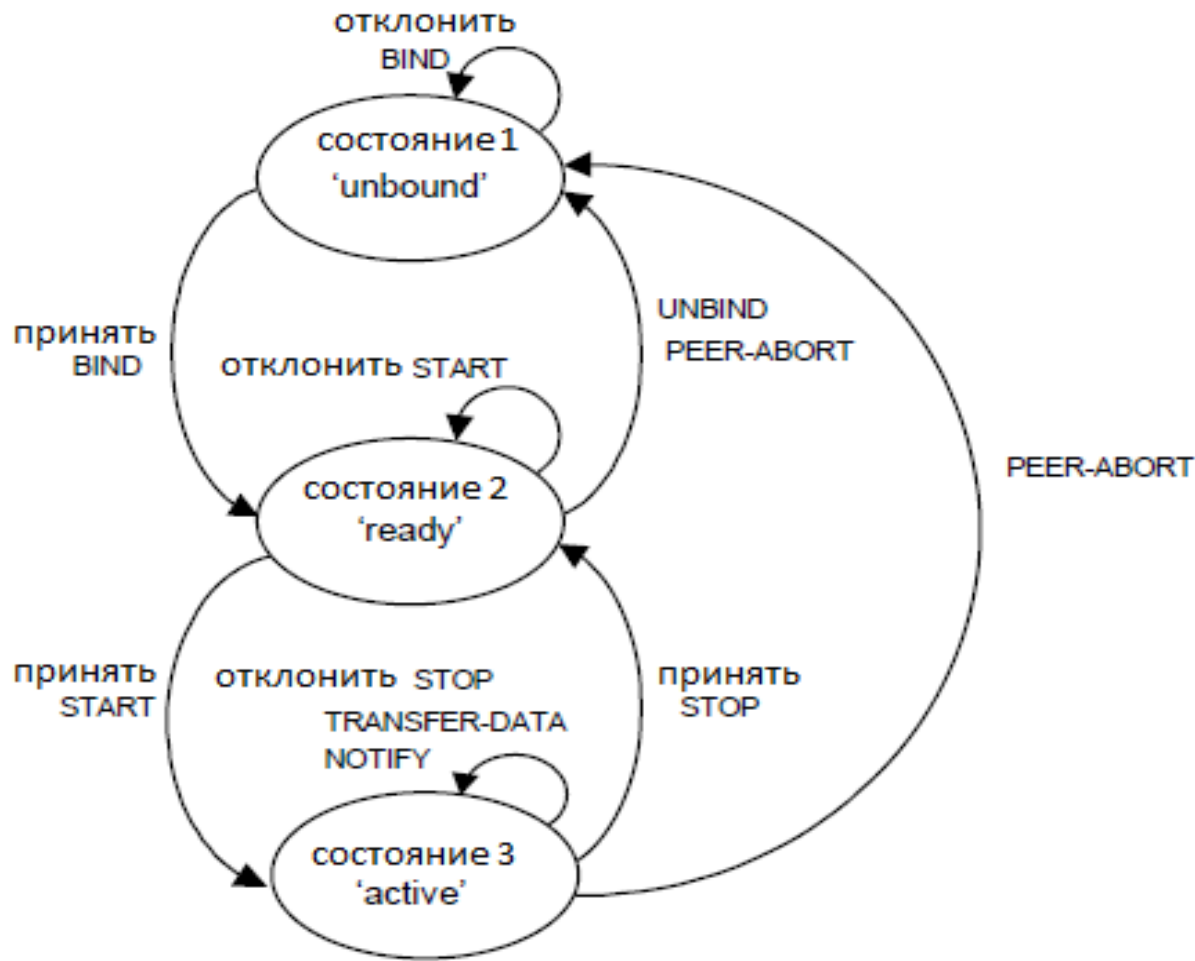 отклонить
BIND
состояние 1
‘unbound’
UNBIND
PEER-ABORT
принять
BIND
отклонить START
PEER-ABORT
состояние 2
‘ready’
принять
START
отклонить STOP
TRANSFER-DATA
NOTIFY
принять
STOP
состояние 3
‘active’